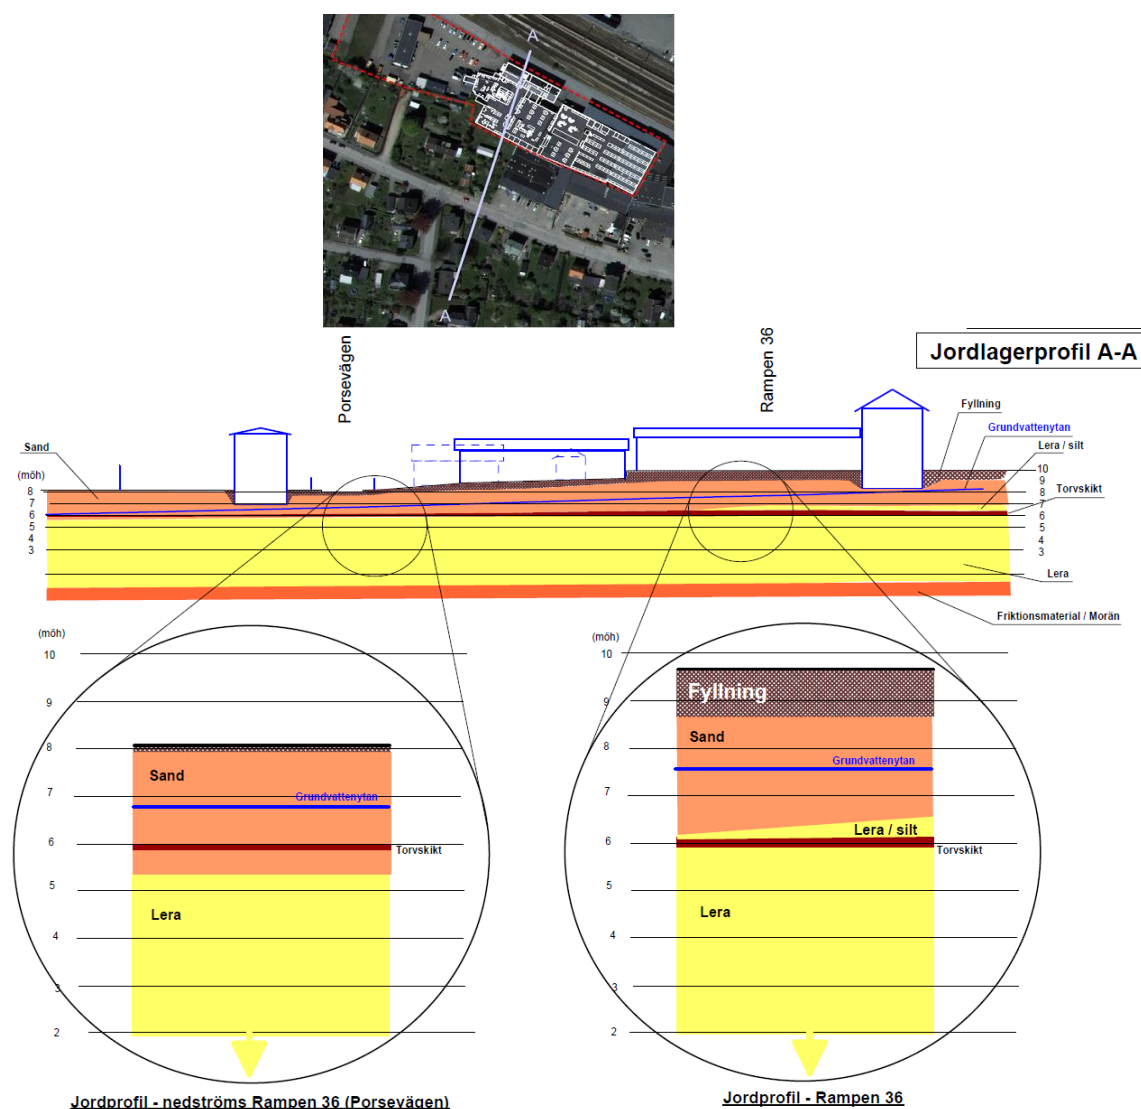 A
A
Porsevägen
Rampen 36
Jordlagerprofil A-A
Fyllning
Grundvattenytan
Lera / silt
Torvskikt
Lera
Friktionsmaterial / Morän
Sand
(möh)
8
7
6
5
4
3
10
9
8
7
6
5
4
3
(möh)
10
9
8
7
6
5
4
3
2
Sand
Grundvattenytan
Torvskikt
Lera
Jordprofil - nedströms Rampen 36 (Porsevägen)
(möh)
10
9
8
7
6
5
4
3
2
Fyllning
Sand
Grundvattenytan
Lera / silt
Torvskikt
Lera
Jordprofil - Rampen 36